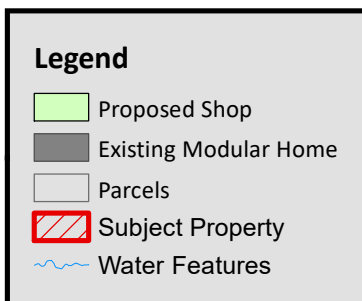 Legend
Proposed Shop
Existing Modular Home
Parcels
Subject Property
Water Features